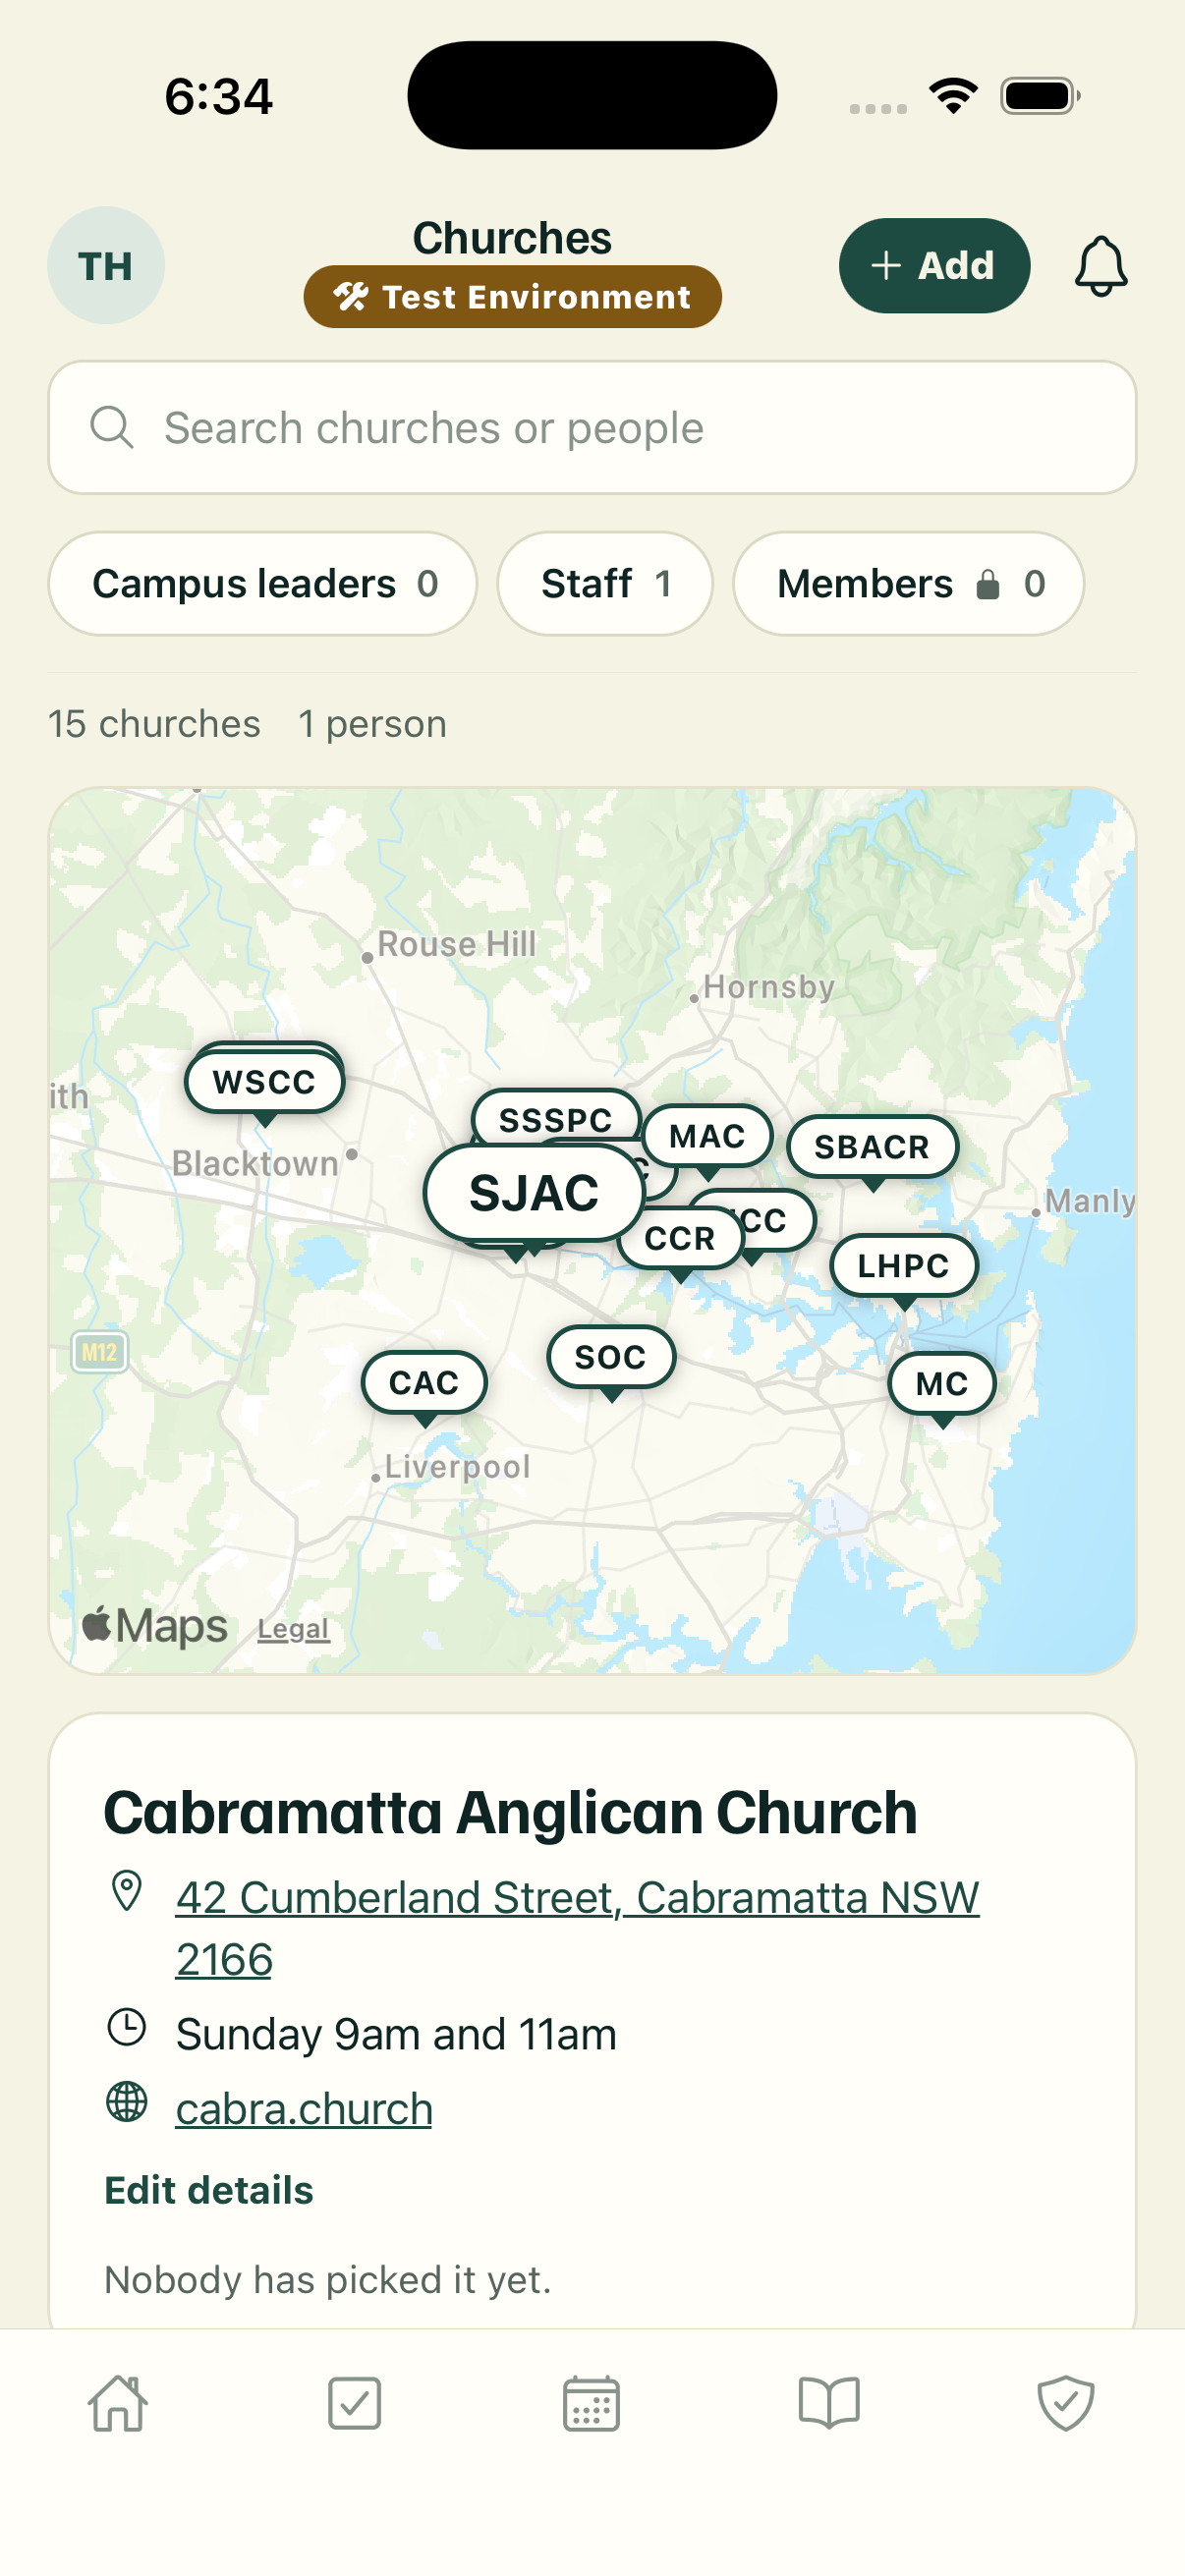 6:34
TH
Churches
Test Environment
+ Add
Search churches or people
Campus leaders 0
Staff 1
Members 0
15 churches 1 person
Rouse Hill
Hornsby
ith
WSCC
SSSPC
MAC
SBACR
Blacktown
SJAC
CC
Manly
CCR
LHPC
M12
SOC
CAC
MC
Liverpool
Maps Legal
Cabramatta Anglican Church
42 Cumberland Street, Cabramatta NSW
2166
Sunday 9am and 11am
cabra.church
Edit details
Nobody has picked it yet.